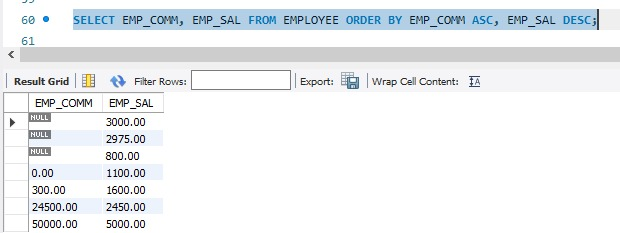 59
60 SELECT EMP_COMM, EMP_SAL FROM EMPLOYEE ORDER BY EMP_COMM ASC, EMP_SAL DESC;
61
Result Grid Filter Rows: Export: Wrap Cell Content: IA
EMP_COMM EMP_SAL
NULL 3000.00
NULL 2975.00
NULL 800.00
0.00 1100.00
300.00 1600.00
24500.00 2450.00
50000.00 5000.00